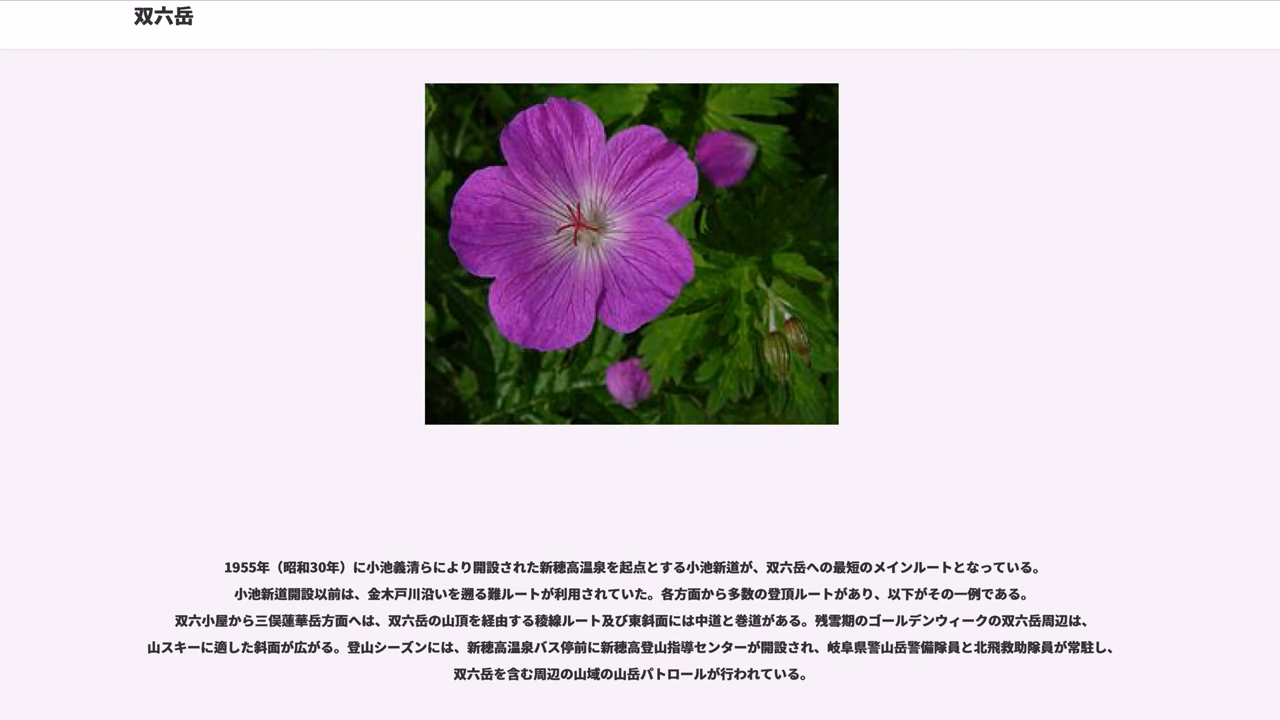 双六岳
1955年（昭和30年）に小池義清らにより開設された新穂高温泉を起点とする小池新道が、双六岳への最短のメインルートとなっている。
小池新道開設以前は、金木戸川沿いを遡る難ルートが利用されていた。各方面から多数の登頂ルートがあり、以下がその一例である。
双六小屋から三俣蓮華岳方面へは、双六岳の山頂を経由する稜線ルート及び東斜面には中道と巻道がある。残雪期のゴールデンウィークの双六岳周辺は、
山スキーに適した斜面が広がる。登山シーズンには、新穂高温泉バス停前に新穂高登山指導センターが開設され、岐阜県警山岳警備隊員と北飛救助隊員が常駐し、
双六岳を含む周辺の山域の山岳パトロールが行われている。